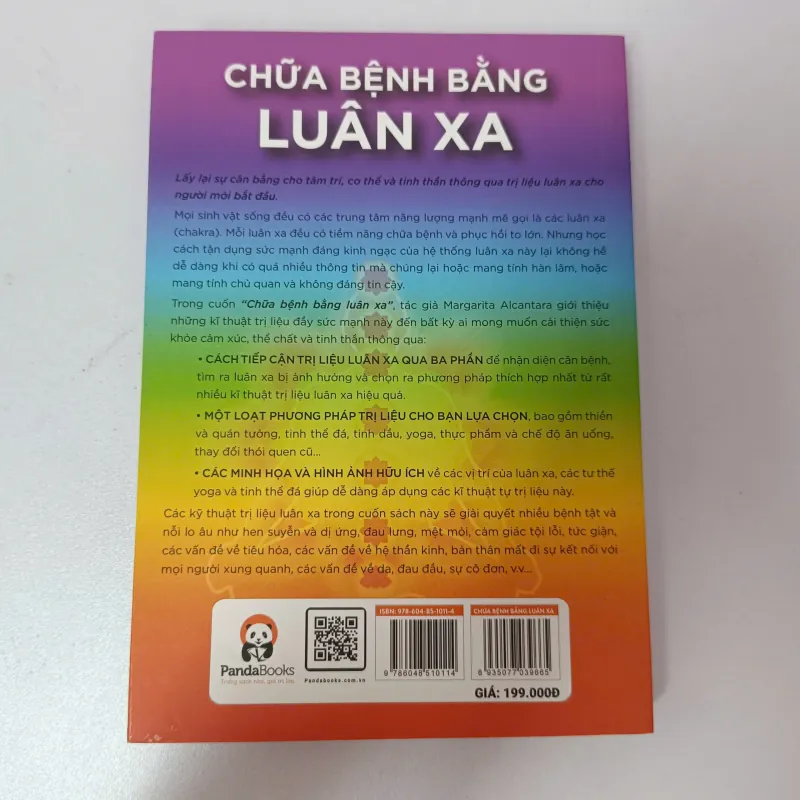 CHỮA BỆNH BẰNG
LUÂN XA
Lấy lại sự cân bằng cho tâm trí, cơ thể và tinh thần thông qua trị liệu luân xa cho
người mới bắt đầu.
Mọi sinh vật sống đều có các trung tâm năng lượng mạnh mẽ gọi là các luân xa
(chakra). Mỗi luân xa đều có tiềm năng chữa bệnh và phục hồi to lớn. Nhưng học
cách tận dụng sức mạnh đáng kinh ngạc của hệ thống luân xa này lại không hề
dễ dàng khi có quá nhiều thông tin mà chúng lại hoặc mang tính hàn lâm, hoặc
mang tính chủ quan và không đáng tin cậy.
Trong cuốn “Chữa bệnh bằng luân xa”, tác giả Margarita Alcantara giới thiệu
những kĩ thuật trị liệu đầy sức mạnh này đến bất kỳ ai mong muốn cải thiện sức
khỏe cảm xúc, thể chất và tinh thần thông qua:
• CÁCH TIẾP CẬN TRỊ LIỆU LUÂN XA QUA BA PHẦN để nhận diện căn bệnh,
tìm ra luân xa bị ảnh hưởng và chọn ra phương pháp thích hợp nhất từ rất
nhiều kĩ thuật trị liệu luân xa hiệu quả.
• MỘT LOẠT PHƯƠNG PHÁP TRỊ LIỆU CHO BẠN LỰA CHỌN, bao gồm thiền
và quán tưởng, tinh thể đá, tinh dầu, yoga, thực phẩm và chế độ ăn uống,
thay đổi thói quen cũ...
• CÁC MINH HỌA VÀ HÌNH ẢNH HỮU ÍCH về các vị trí của luân xa, các tư thế
yoga và tinh thể đá giúp dễ dàng áp dụng các kĩ thuật tự trị liệu này.
Các kỹ thuật trị liệu luân xa trong cuốn sách này sẽ giải quyết nhiều bệnh tật và
nỗi lo âu như hen suyễn và dị ứng, đau lưng, mệt mỏi, cảm giác tội lỗi, tức giận,
các vấn đề về tiêu hóa, các vấn đề về hệ thần kinh, bản thân mất đi sự kết nối với
mọi người xung quanh, các vấn đề về da, đau đầu, sự cô đơn, v.v...
PandaBooks
Trồng sách nhỏ, gặt tri lớn
Pandabooks.com.vn
ISBN: 978-604-85-1011-4
9 786048 510114
CHỮA BỆNH BẰNG LUÂN XA
8 935077 039665
GIÁ: 199.000Đ